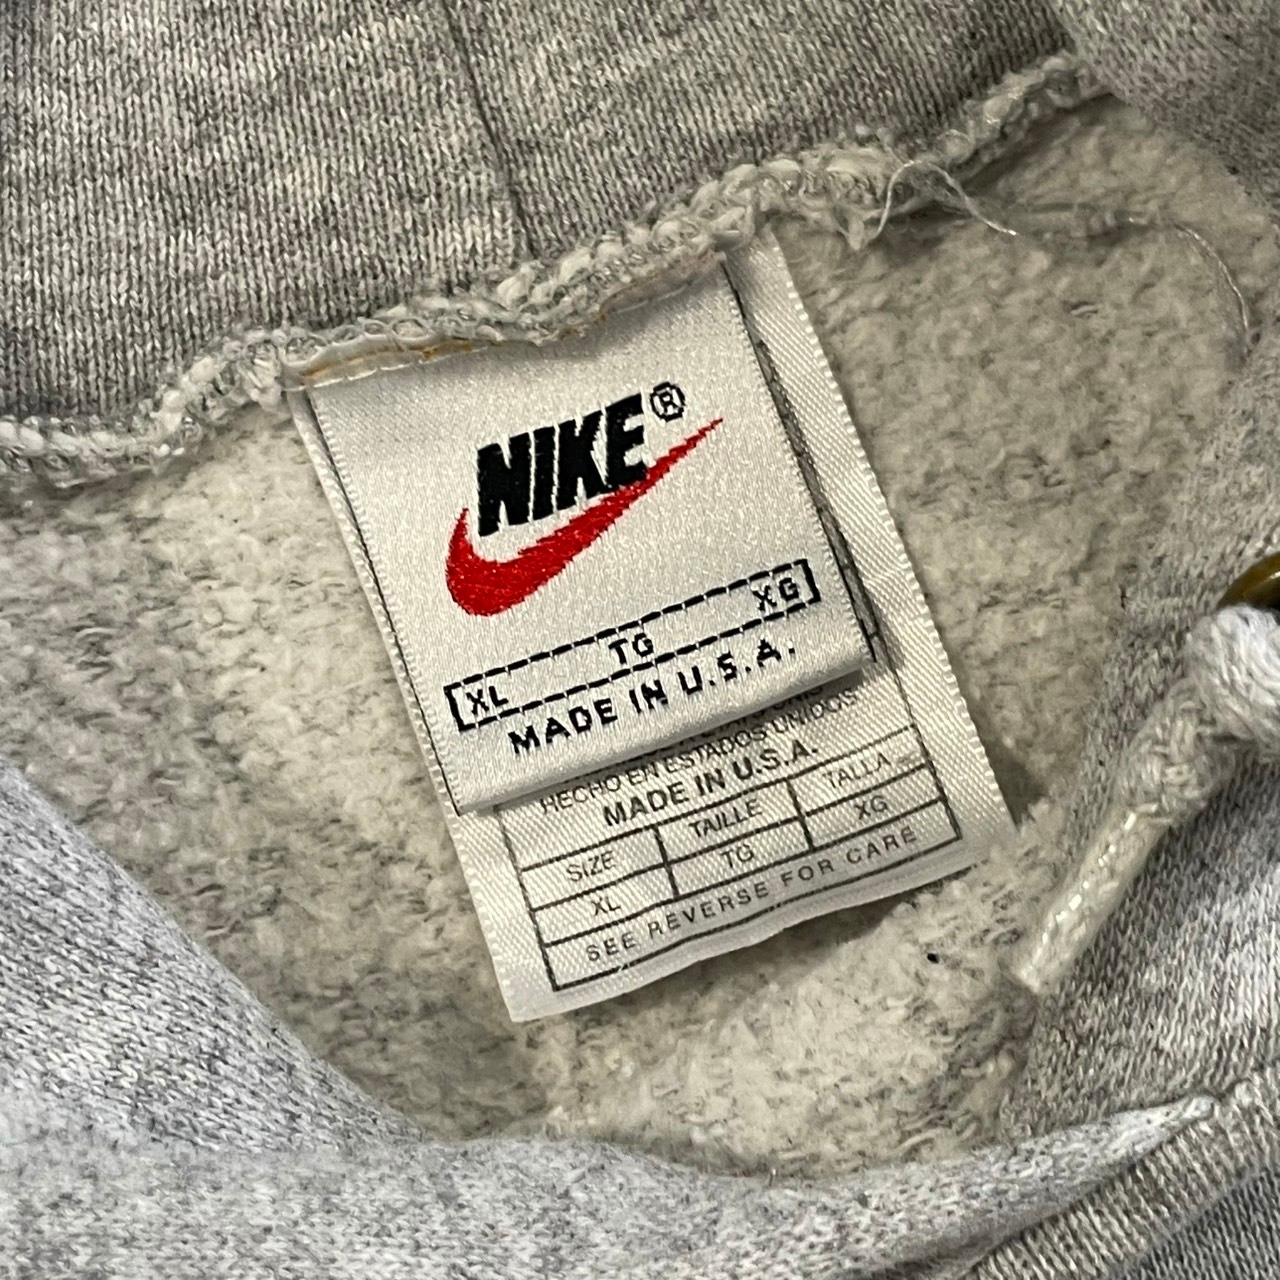 NIKE®
XL TG XG
MADE IN U.S.A.
HECHO EN ESTADOS UNIDOS
MADE IN U.S.A.
SIZE TAILLE TALLA
XL TG XG
SEE REVERSE FOR CARE